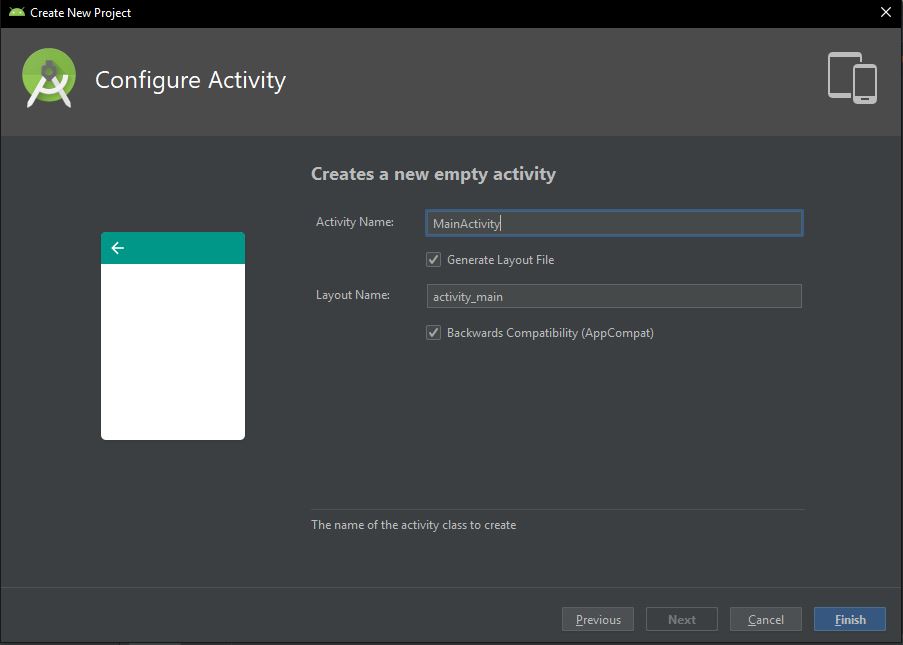 Create New Project
Configure Activity
Creates a new empty activity
Activity Name:
MainActivity
Generate Layout File
Layout Name:
activity_main
Backwards Compatibility (AppCompat)
The name of the activity class to create
Previous
Next
Cancel
Finish